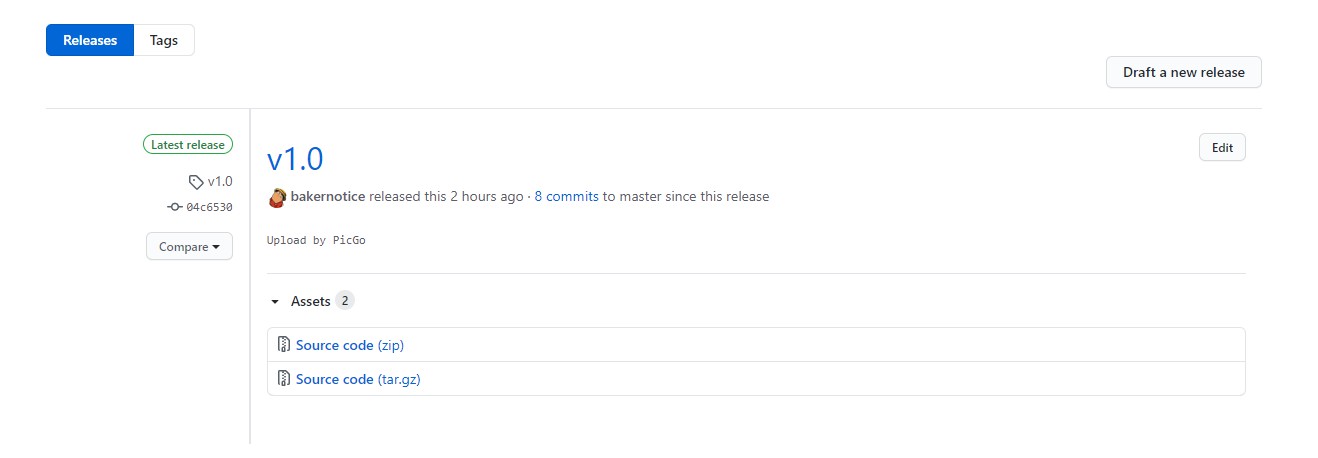 Releases Tags
Draft a new release
Latest release
v1.0
04c6530
Compare
v1.0
Edit
bakernotice released this 2 hours ago · 8 commits to master since this release
Upload by PicGo
Assets 2
Source code (zip)
Source code (tar.gz)